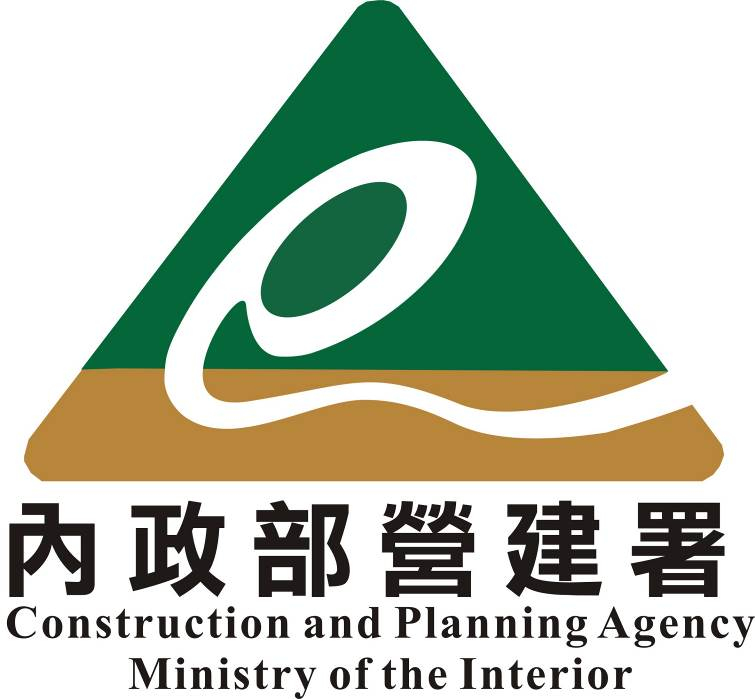 內政部營建署
Construction and Planning Agency
Ministry of the Interior